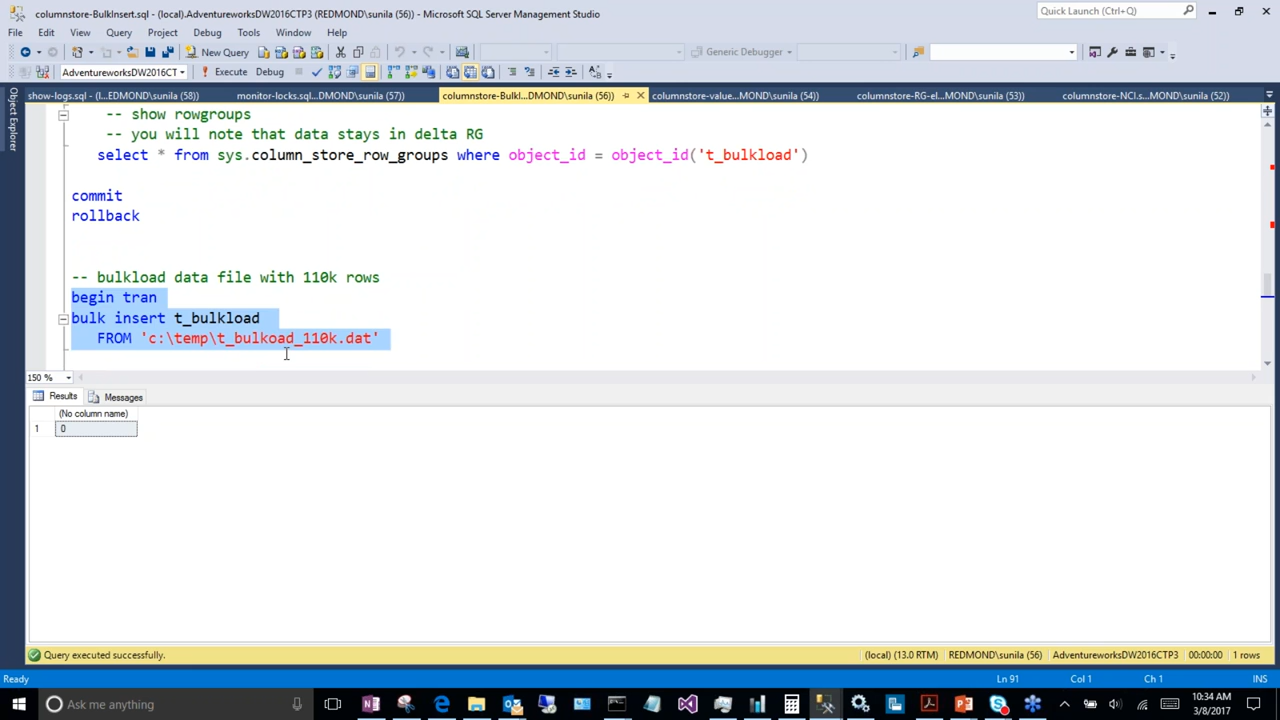 columnstore-BulkInsert.sql - (local).AdventureworksDW2016CTP3 (REDMOND\sunila (56)) - Microsoft SQL Server Management Studio
Quick Launch (Ctrl+Q)
File Edit View Query Project Debug Tools Window Help
New Query
Generic Debugger
AdventureworksDW2016CT
Execute Debug
show-logs.sql - (l...EDMOND\sunila (58))
monitor-locks.sql...DMOND\sunila (57))
columnstore-BulkI...DMOND\sunila (56))
columnstore-value...MOND\sunila (54))
columnstore-RG-el...DMOND\sunila (53))
columnstore-NCI.s...MOND\sunila (52))
Object Explorer
-- show rowgroups
-- you will note that data stays in delta RG
select * from sys.column_store_row_groups where object_id = object_id('t_bulkload')
commit
rollback
-- bulkload data file with 110k rows
begin tran
bulk insert t_bulkload
FROM 'c:\temp\t_bulkoad_110k.dat'
150 %
Results Messages
(No column name)
1 0
Query executed successfully.
(local) (13.0 RTM)
REDMOND\sunila (56)
AdventureworksDW2016CTP3
00:00:00
1 rows
Ready
Ln 91
Col 1
Ch 1
INS
Ask me anything
10:34 AM
3/8/2017